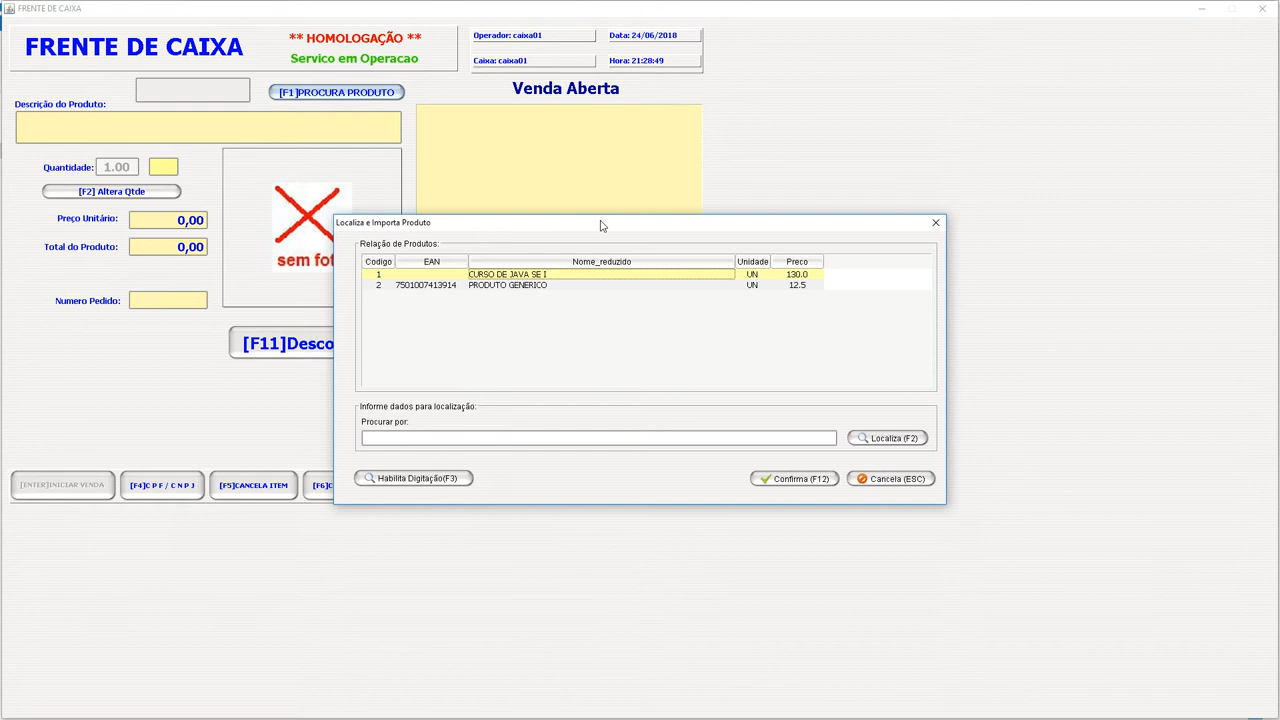 FRENTE DE CAIXA
FRENTE DE CAIXA
** HOMOLOGAÇÃO **
Servico em Operacao
Operador: caixa01
Data: 24/06/2018
Caixa: caixa01
Hora: 21:28:49
[F1]PROCURA PRODUTO
Venda Aberta
Descrição do Produto:
Quantidade: 1.00
[F2] Altera Qtde
Preço Unitário: 0,00
Total do Produto: 0,00
sem fot
Numero Pedido:
[F11]Desco
Localiza e Importa Produto
Relação de Produtos:
Codigo EAN Nome_reduzido Unidade Preco
1 CURSO DE JAVA SE I UN 130.0
2 7501007413914 PRODUTO GENERICO UN 12.5
Informe dados para localização:
Procurar por:
Localiza (F2)
Habilita Digitação(F3)
Confirma (F12)
Cancela (ESC)
[ENTER]INICIAR VENDA
[F4]C P F / C N P J
[F5]CANCELA ITEM
[F6]C